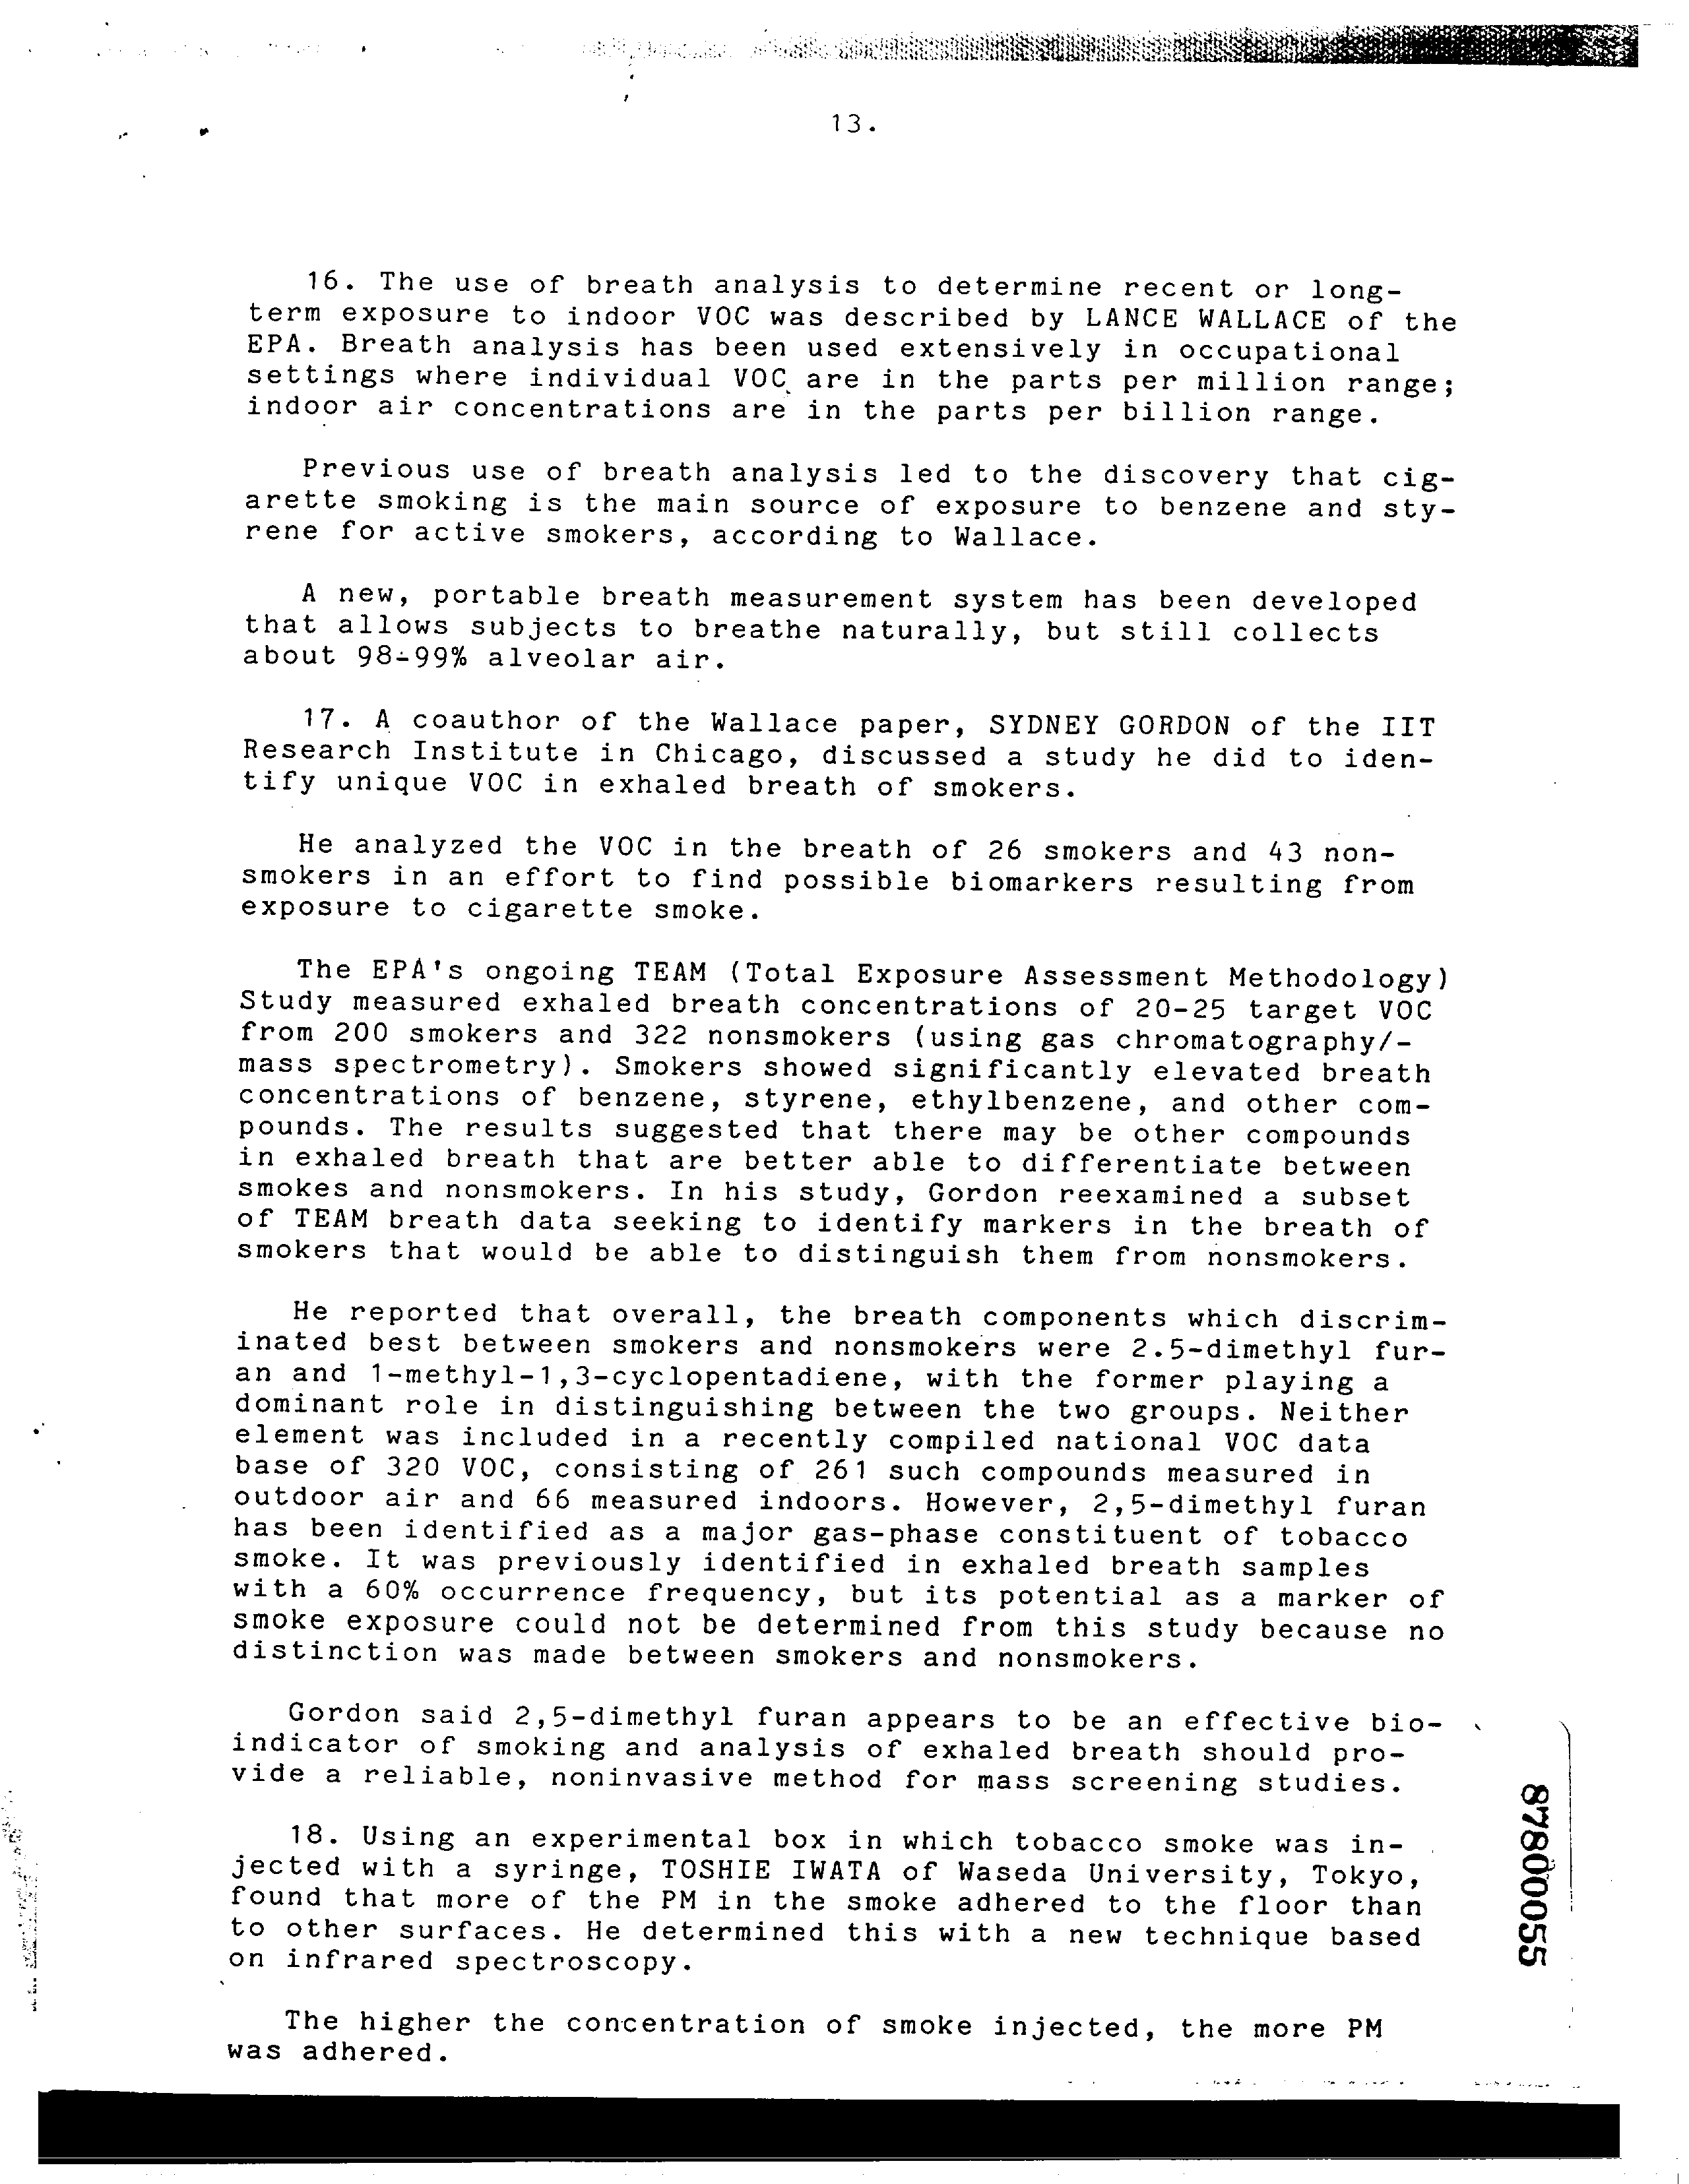 13.
16. The use of breath analysis to determine recent or long-
term exposure to indoor VOC was described by LANCE WALLACE of the
EPA. Breath analysis has been used extensively in occupational
settings where individual VOC are in the parts per million range;
indoor air concentrations are in the parts per billion range.
Previous use of breath analysis led to the discovery that cig-
arette smoking is the main source of exposure to benzene and sty-
rene for active smokers, according to Wallace.
A new, portable breath measurement system has been developed
that allows subjects to breathe naturally, but still collects
about 98-99% alveolar air.
17. A coauthor of the Wallace paper, SYDNEY GORDON of the IIT
Research Institute in Chicago, discussed a study he did to iden-
tify unique VOC in exhaled breath of smokers.
He analyzed the VOC in the breath of 26 smokers and 43 non-
smokers in an effort to find possible biomarkers resulting from
exposure to cigarette smoke.
The EPA's ongoing TEAM (Total Exposure Assessment Methodology)
Study measured exhaled breath concentrations of 20-25 target VOC
from 200 smokers and 322 nonsmokers (using gas chromatography/-
mass spectrometry). Smokers showed significantly elevated breath
concentrations of benzene, styrene, ethylbenzene, and other com-
pounds. The results suggested that there may be other compounds
in exhaled breath that are better able to differentiate between
smokes and nonsmokers. In his study, Gordon reexamined a subset
of TEAM breath data seeking to identify markers in the breath of
smokers that would be able to distinguish them from nonsmokers.
He reported that overall, the breath components which discrim-
inated best between smokers and nonsmokers were 2.5-dimethyl fur-
an and 1-methyl-1,3-cyclopentadiene, with the former playing a
dominant role in distinguishing between the two groups. Neither
element was included in a recently compiled national VOC data
base of 320 VOC, consisting of 261 such compounds measured in
outdoor air and 66 measured indoors. However, 2,5-dimethyl furan
has been identified as a major gas-phase constituent of tobacco
smoke. It was previously identified in exhaled breath samples
with a 60% occurrence frequency, but its potential as a marker of
smoke exposure could not be determined from this study because no
distinction was made between smokers and nonsmokers.
Gordon said 2,5-dimethyl furan appears to be an effective bio-
indicator of smoking and analysis of exhaled breath should pro-
vide a reliable, noninvasive method for mass screening studies.
18. Using an experimental box in which tobacco smoke was in-
jected with a syringe, TOSHIE IWATA of Waseda University, Tokyo,
found that more of the PM in the smoke adhered to the floor than
to other surfaces. He determined this with a new technique based
on infrared spectroscopy.
The higher the concentration of smoke injected, the more PM
was adhered.
87800055